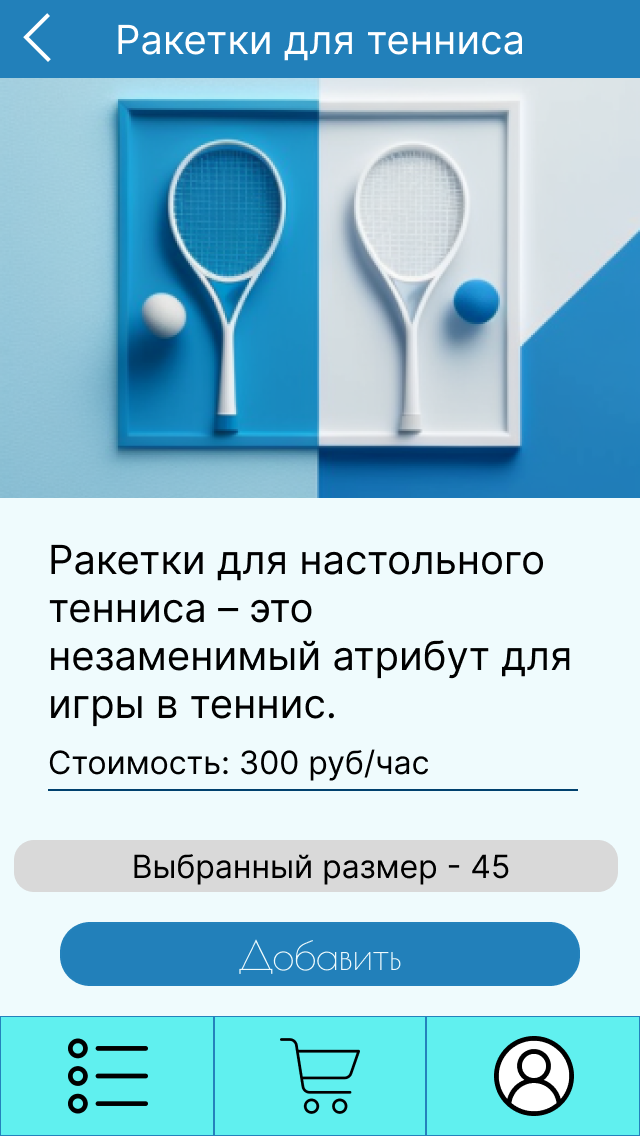 Ракетки для тенниса
Ракетки для настольного
тенниса – это
незаменимый атрибут для
игры в теннис.
Стоимость: 300 руб/час
Выбранный размер - 45
Добавить